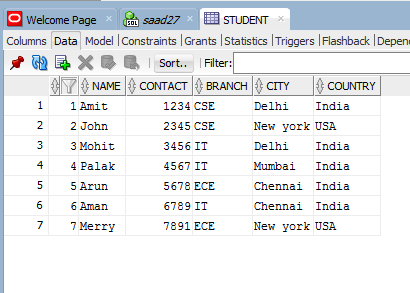 Welcome Page saad27 STUDENT
Columns Data Model Constraints Grants Statistics Triggers Flashback
Sort.. Filter:
NAME CONTACT BRANCH CITY COUNTRY
1 1 Amit 1234 CSE Delhi India
2 2 John 2345 CSE New york USA
3 3 Mohit 3456 IT Delhi India
4 4 Palak 4567 IT Mumbai India
5 5 Arun 5678 ECE Chennai India
6 6 Aman 6789 IT Chennai India
7 7 Merry 7891 ECE New york USA